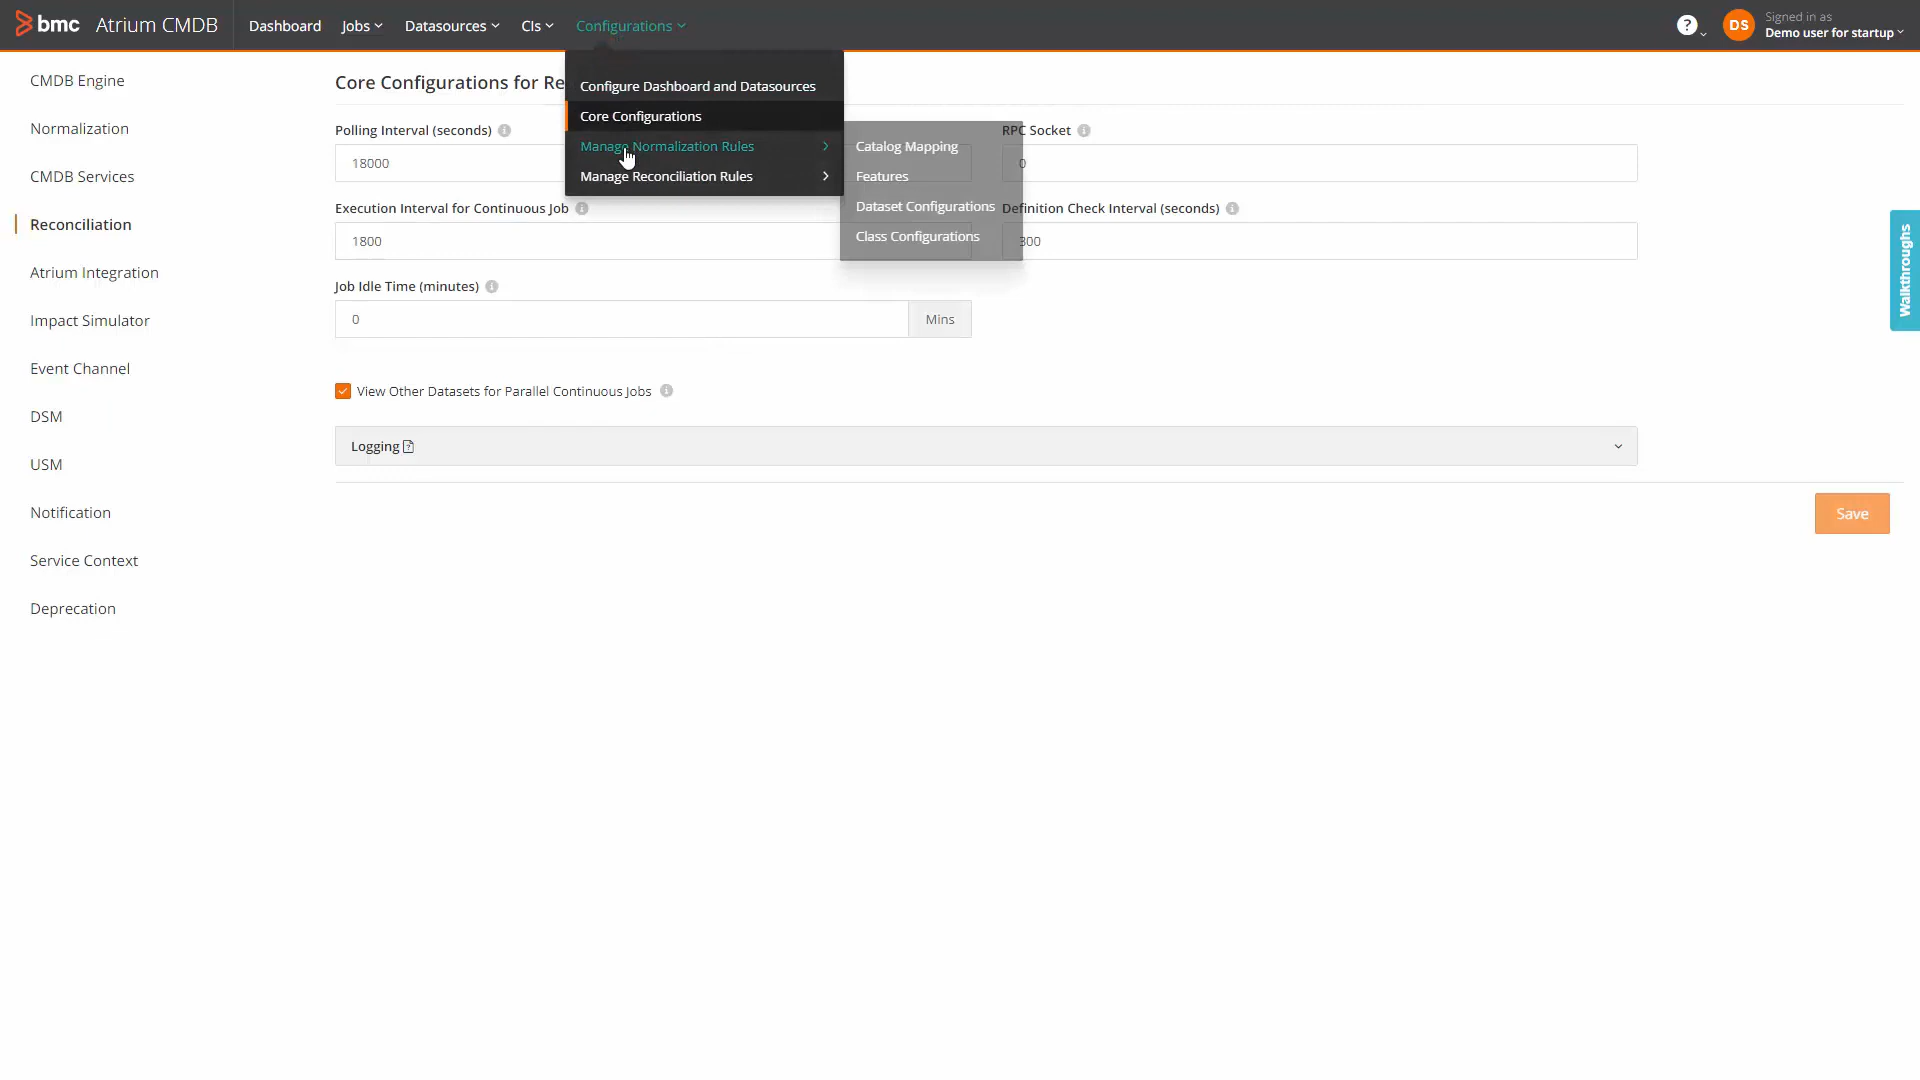 bmc Atrium CMDB Dashboard Jobs Datasources CIs Configurations ? DS Signed in as
Demo user for startup
CMDB Engine
Normalization
CMDB Services
Reconciliation
Atrium Integration
Impact Simulator
Event Channel
DSM
USM
Notification
Service Context
Deprecation
Core Configurations for Re
Configure Dashboard and Datasources
Core Configurations
Manage Normalization Rules
Manage Reconciliation Rules
Catalog Mapping
Features
Dataset Configurations
Class Configurations
Polling Interval (seconds)
18000
RPC Socket
0
Execution Interval for Continuous Job
1800
Definition Check Interval (seconds)
300
Job Idle Time (minutes)
0 Mins
View Other Datasets for Parallel Continuous Jobs
Logging
Save
Walkthroughs